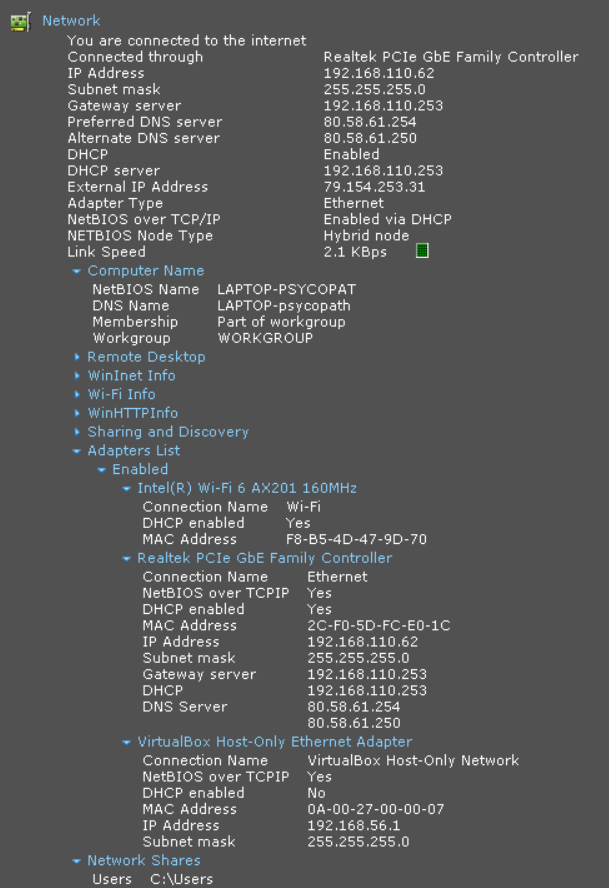 Network
You are connected to the internet
Connected through Realtek PCIe GbE Family Controller
IP Address 192.168.110.62
Subnet mask 255.255.255.0
Gateway server 192.168.110.253
Preferred DNS server 80.58.61.254
Alternate DNS server 80.58.61.250
DHCP Enabled
DHCP server 192.168.110.253
External IP Address 79.154.253.31
Adapter Type Ethernet
NetBIOS over TCP/IP Enabled via DHCP
NETBIOS Node Type Hybrid node
Link Speed 2.1 KBps
Computer Name
NetBIOS Name LAPTOP-PSYCOPAT
DNS Name LAPTOP-psycopath
Membership Part of workgroup
Workgroup WORKGROUP
Remote Desktop
WinInet Info
Wi-Fi Info
WinHTTPInfo
Sharing and Discovery
Adapters List
Enabled
Intel(R) Wi-Fi 6 AX201 160MHz
Connection Name Wi-Fi
DHCP enabled Yes
MAC Address F8-B5-4D-47-9D-70
Realtek PCIe GbE Family Controller
Connection Name Ethernet
NetBIOS over TCPIP Yes
DHCP enabled Yes
MAC Address 2C-F0-5D-FC-E0-1C
IP Address 192.168.110.62
Subnet mask 255.255.255.0
Gateway server 192.168.110.253
DHCP 192.168.110.253
DNS Server 80.58.61.254
80.58.61.250
VirtualBox Host-Only Ethernet Adapter
Connection Name VirtualBox Host-Only Network
NetBIOS over TCPIP Yes
DHCP enabled No
MAC Address 0A-00-27-00-00-07
IP Address 192.168.56.1
Subnet mask 255.255.255.0
Network Shares
Users C:\Users